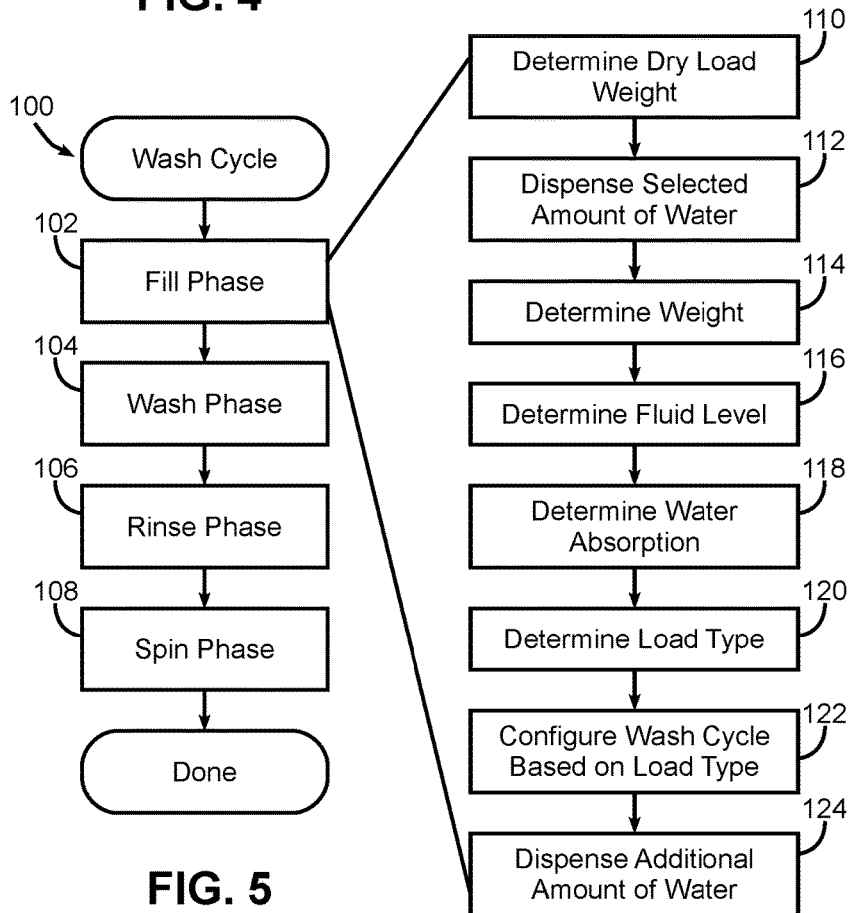 FIG. 4
100
Wash Cycle
102
Fill Phase
104
Wash Phase
106
Rinse Phase
108
Spin Phase
Done
FIG. 5
110
Determine Dry Load
Weight
112
Dispense Selected
Amount of Water
114
Determine Weight
116
Determine Fluid Level
118
Determine Water
Absorption
120
Determine Load Type
122
Configure Wash Cycle
Based on Load Type
124
Dispense Additional
Amount of Water